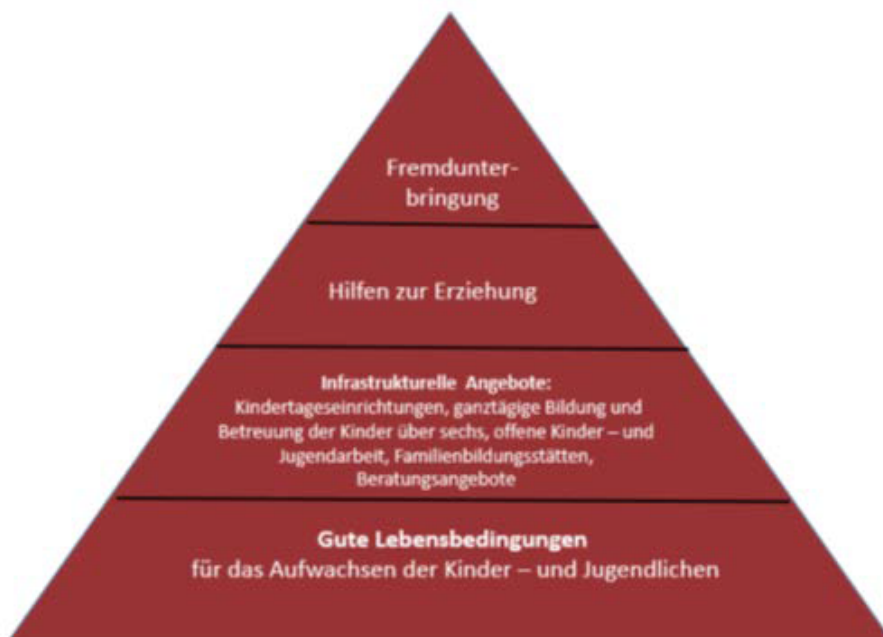 Fremdunter-
bringung
Hilfen zur Erziehung
Infrastrukturelle Angebote:
Kindertageseinrichtungen, ganztägige Bildung und
Betreuung der Kinder über sechs, offene Kinder – und
Jugendarbeit, Familienbildungsstätten,
Beratungsangebote
Gute Lebensbedingungen
für das Aufwachsen der Kinder – und Jugendlichen